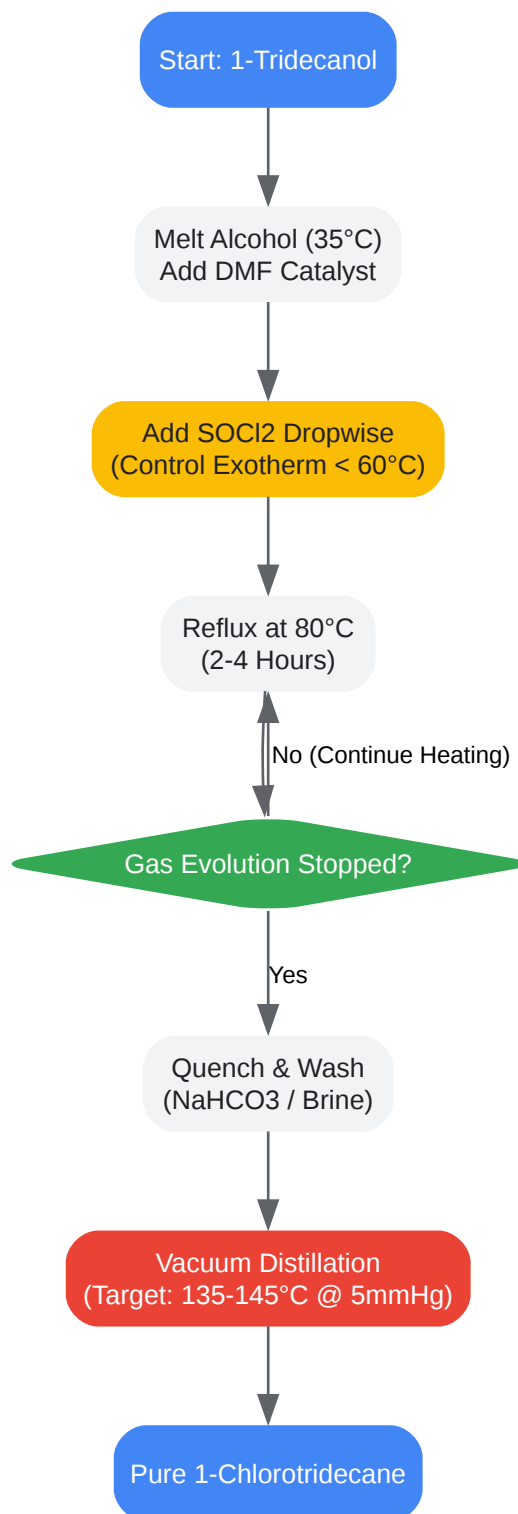 Start: 1-Tridecanol
Melt Alcohol (35°C)
Add DMF Catalyst
Add SOCl2 Dropwise
(Control Exotherm < 60°C)
Reflux at 80°C
(2-4 Hours)
No (Continue Heating)
Gas Evolution Stopped?
Yes
Quench & Wash
(NaHCO3 / Brine)
Vacuum Distillation
(Target: 135-145°C @ 5mmHg)
Pure 1-Chlorotridecane